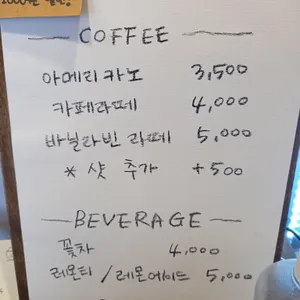 COFFEE
아메리카노 3,500
카페라떼 4,000
바닐라빈 라떼 5,000
* 샷 추가 +500
BEVERAGE
꽃차 4,000
레몬티 / 레몬에이드 5,000